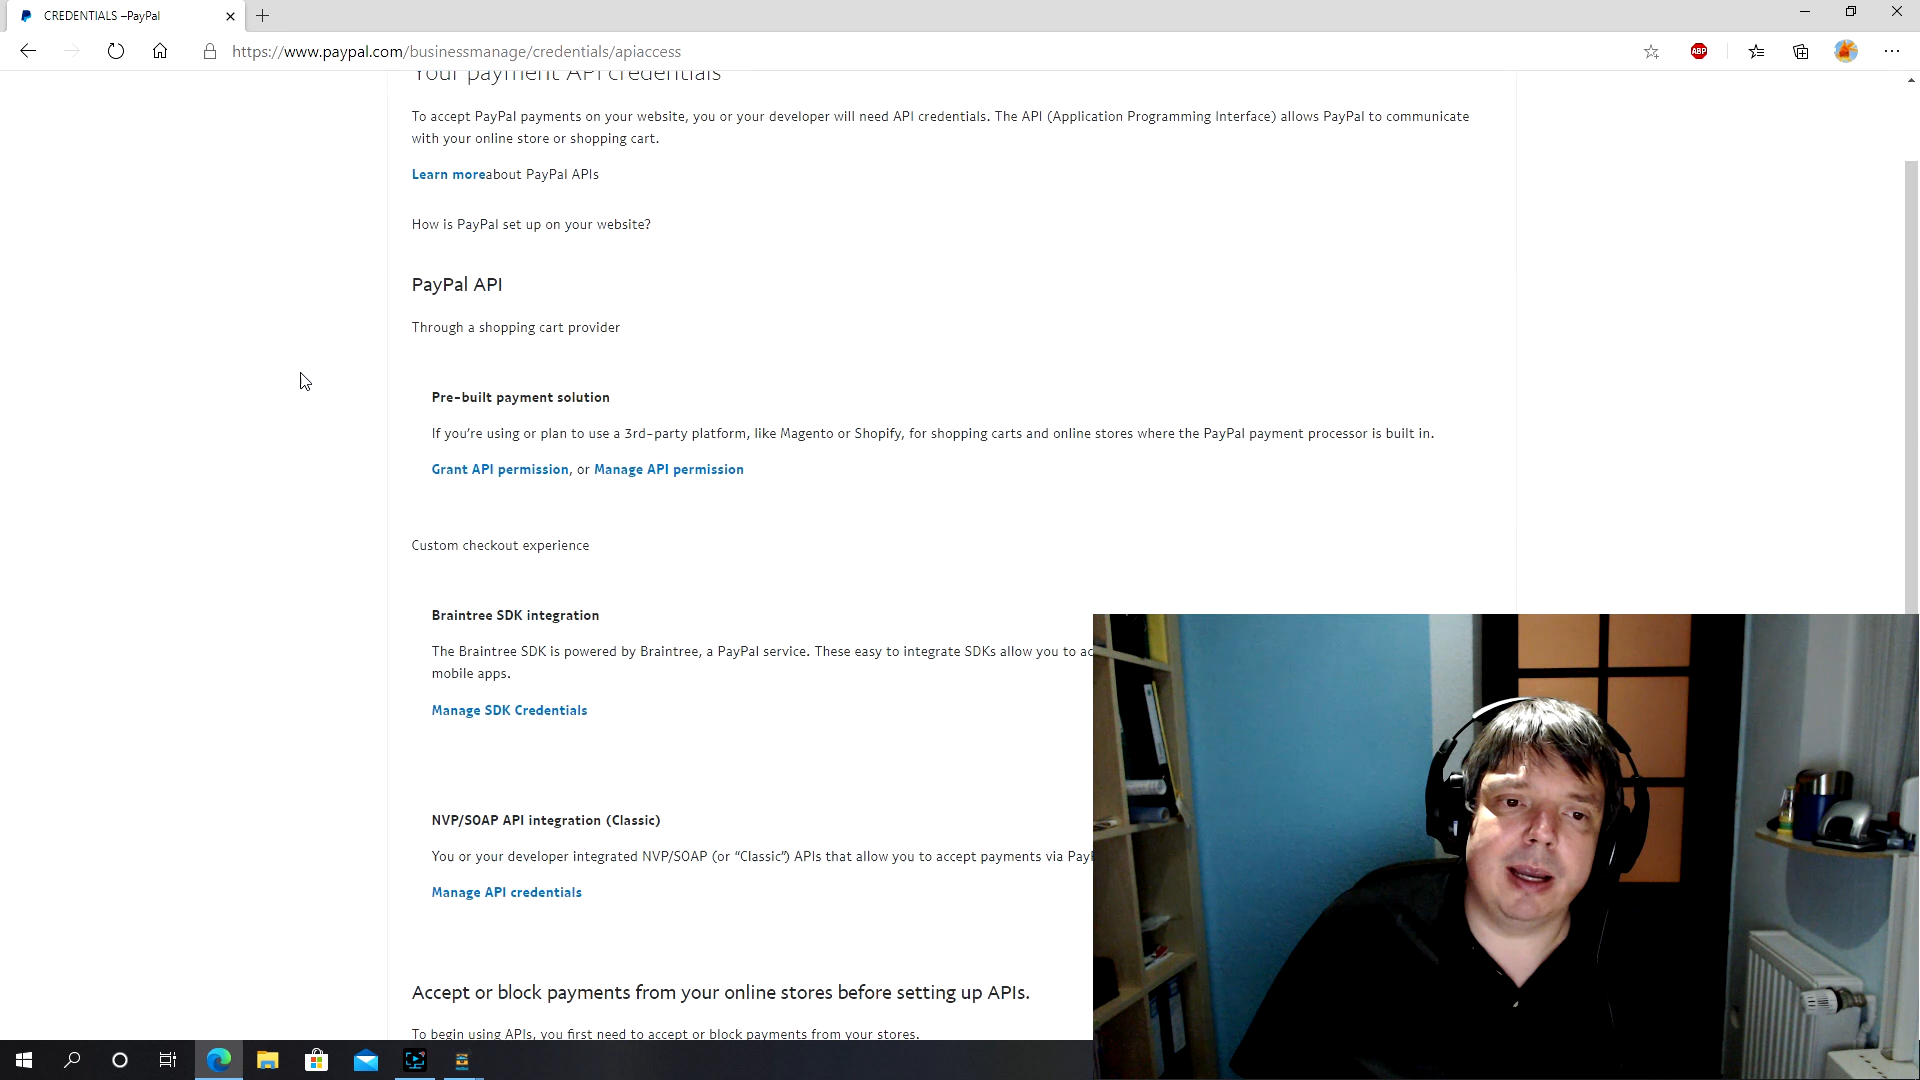 CREDENTIALS –PayPal
https://www.paypal.com/businessmanage/credentials/apiaccess
ABP
Your payment API credentials
To accept PayPal payments on your website, you or your developer will need API credentials. The API (Application Programming Interface) allows PayPal to communicate
with your online store or shopping cart.
Learn moreabout PayPal APIs
How is PayPal set up on your website?
PayPal API
Through a shopping cart provider
Pre-built payment solution
If you’re using or plan to use a 3rd-party platform, like Magento or Shopify, for shopping carts and online stores where the PayPal payment processor is built in.
Grant API permission, or Manage API permission
Custom checkout experience
Braintree SDK integration
The Braintree SDK is powered by Braintree, a PayPal service. These easy to integrate SDKs allow you to
mobile apps.
Manage SDK Credentials
NVP/SOAP API integration (Classic)
You or your developer integrated NVP/SOAP (or “Classic”) APIs that allow you to accept payments via
Manage API credentials
Accept or block payments from your online stores before setting up APIs.
To begin using APIs, you first need to accept or block payments from your stores.